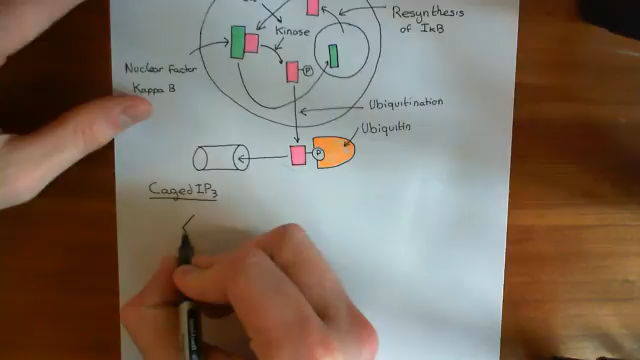 Resynthesis
of IκB
Kinase
P
Nuclear Factor
Kappa B
Ubiquitination
Ubiquitin
P
Caged IP3